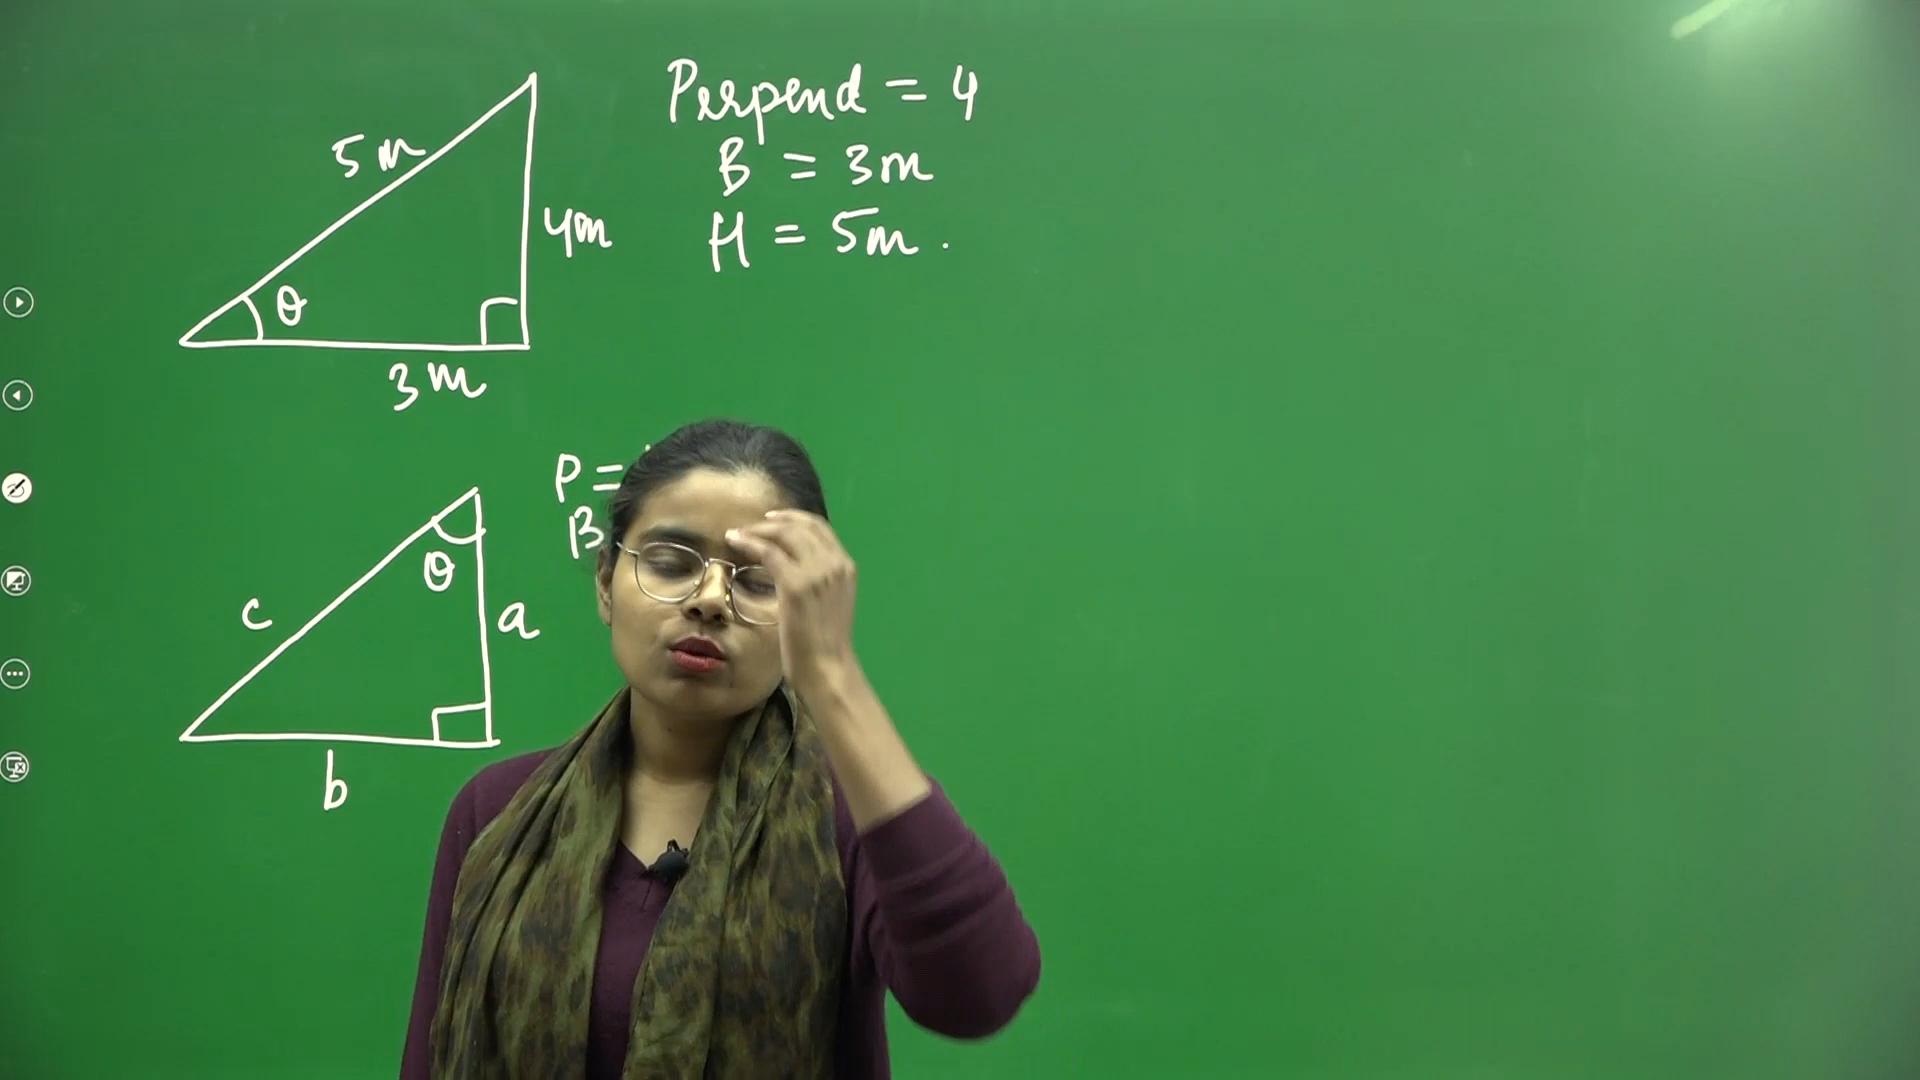 Perpend = 4
5m
B = 3m
4m
H = 5m.
θ
3m
P =
B
θ
c
a
b